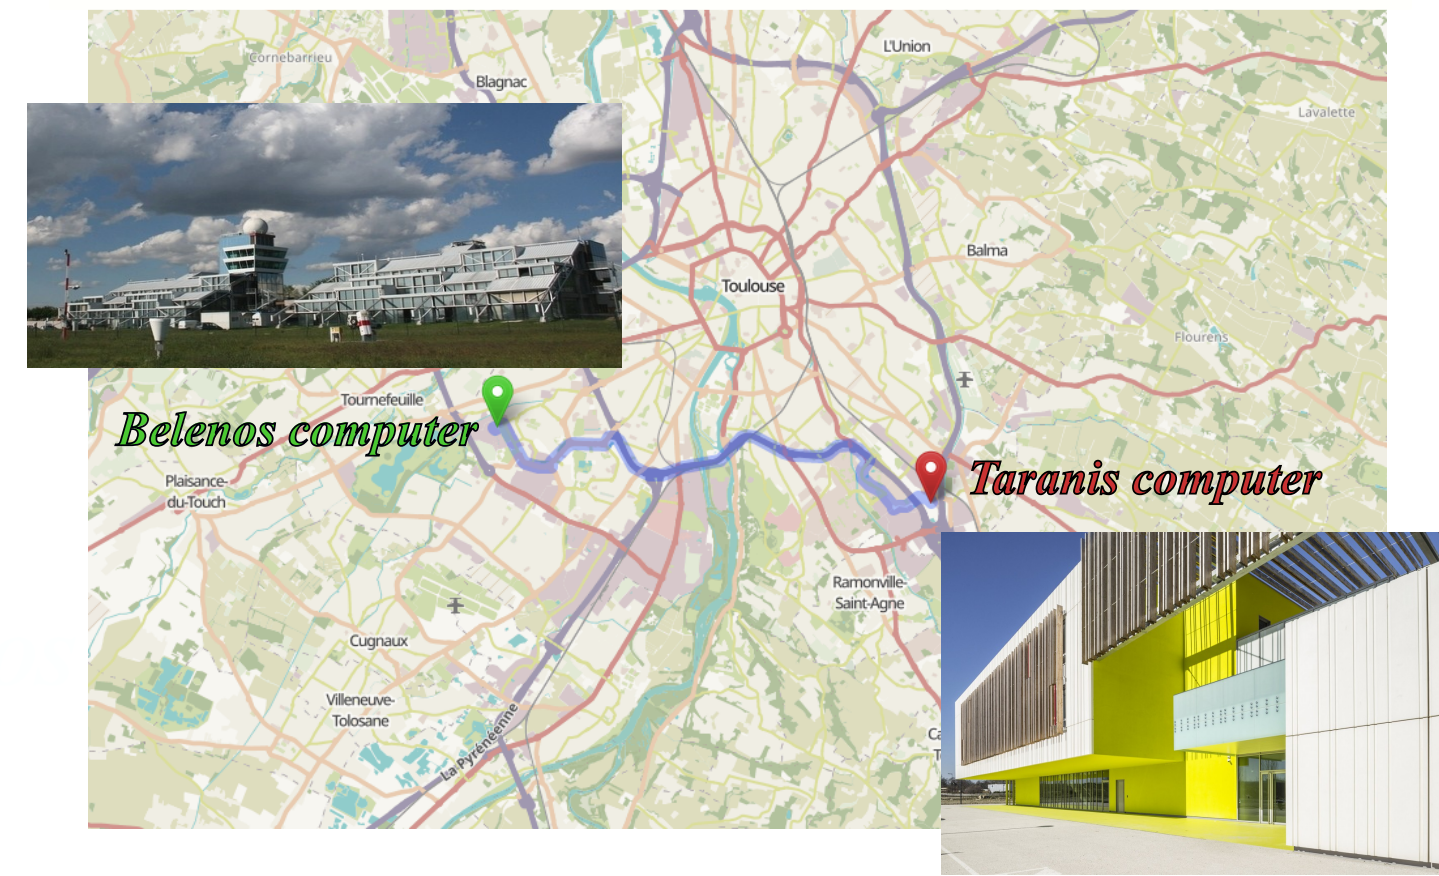 Cornebarrieu
L'Union
Blagnac
Lavalette
Balma
Toulouse
Flourens
Tournefeuille
Belenos computer
Taranis computer
Plaisance-
du-Touch
Ramonville-
Saint-Agne
Cugnaux
Villeneuve-
Tolosane
La Pyrénéenne